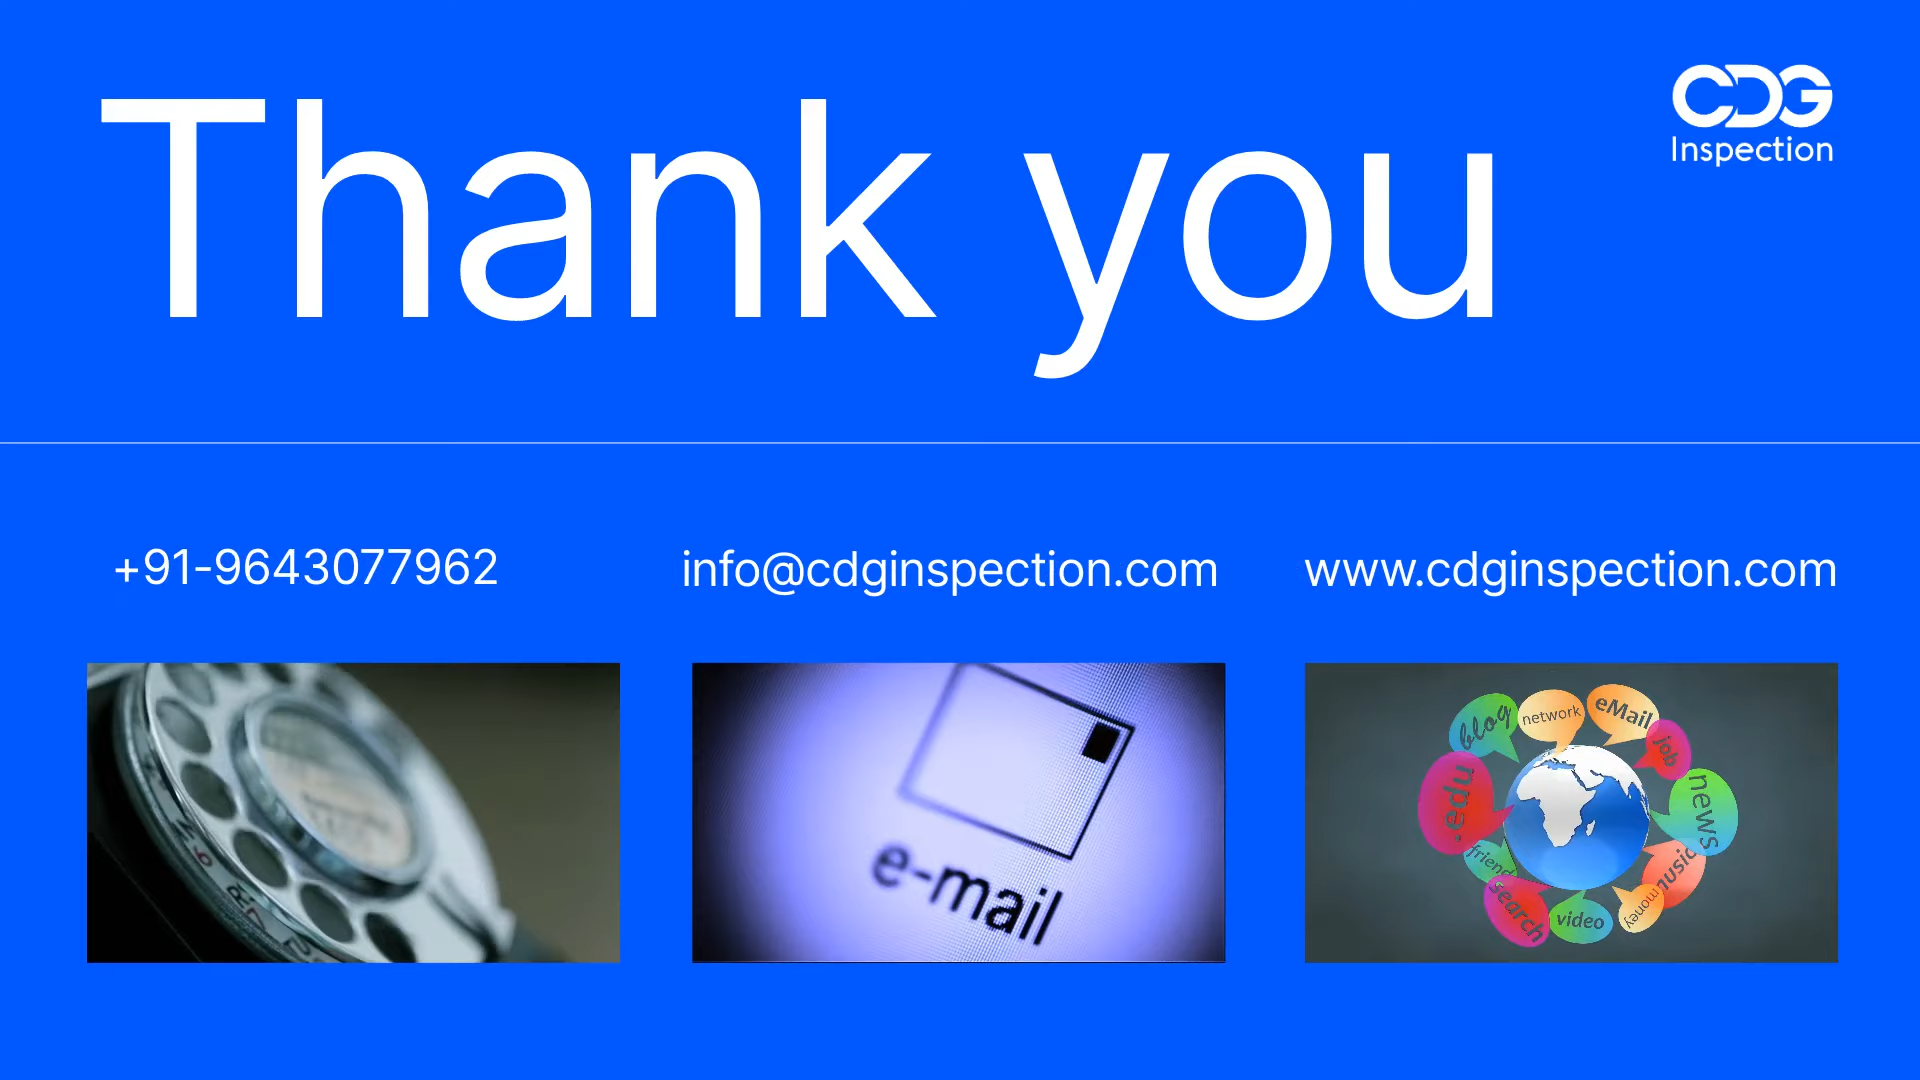 Thank you
CDG
Inspection
+91-9643077962
info@cdginspection.com
www.cdginspection.com
e-mail
blog
network
eMail
job
.edu
news
friend
music
search
video
money